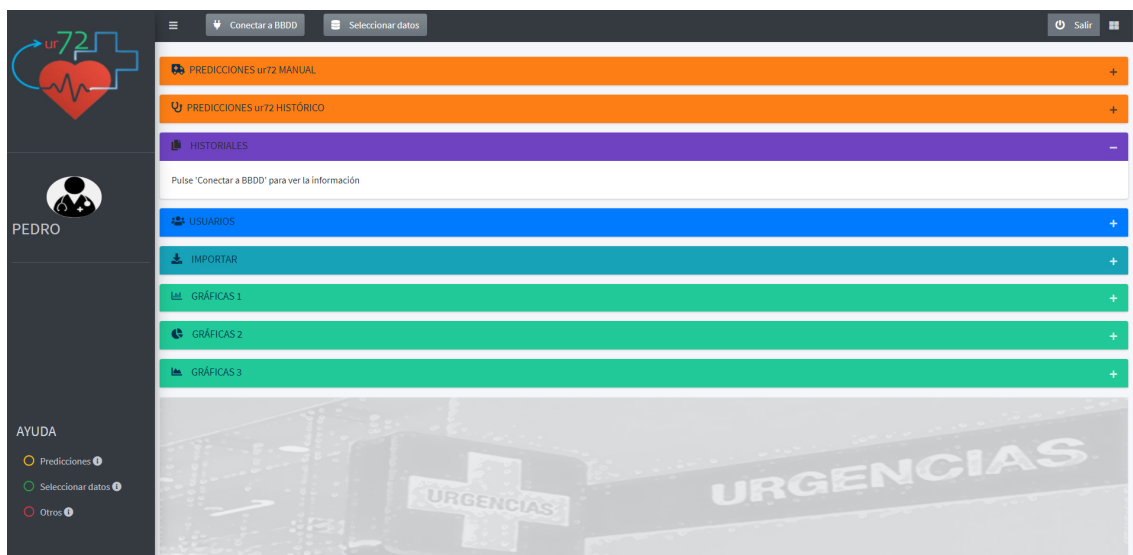 ur72
Conectar a BBDD
Seleccionar datos
Salir
PREDICCIONES ur72 MANUAL
PREDICCIONES ur72 HISTÓRICO
HISTORIALES
Pulse 'Conectar a BBDD' para ver la información
PEDRO
USUARIOS
IMPORTAR
GRÁFICAS 1
GRÁFICAS 2
GRÁFICAS 3
AYUDA
Predicciones
Seleccionar datos
Otros
URGENCIAS
URGENCIAS